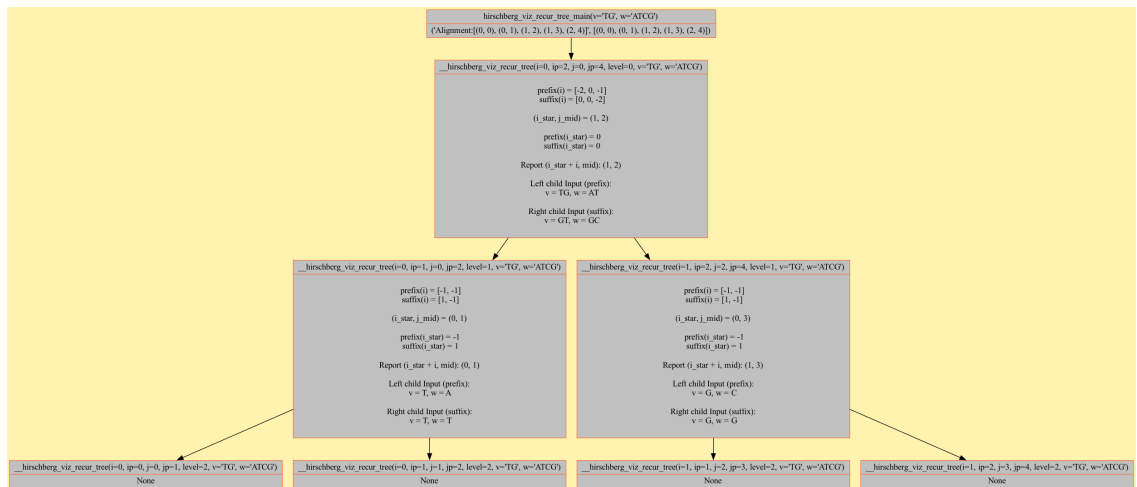 hirschberg_viz_recur_tree_main(v='TG', w='ATCG')
('Alignment:[(0, 0), (0, 1), (1, 2), (1, 3), (2, 4)]', [(0, 0), (0, 1), (1, 2), (1, 3), (2, 4)])
__hirschberg_viz_recur_tree(i=0, ip=2, j=0, jp=4, level=0, v='TG', w='ATCG')
prefix(i) = [-2, 0, -1]
suffix(i) = [0, 0, -2]
(i_star, j_mid) = (1, 2)
prefix(i_star) = 0
suffix(i_star) = 0
Report (i_star + i, mid): (1, 2)
Left child Input (prefix):
v = TG, w = AT
Right child Input (suffix):
v = GT, w = GC
__hirschberg_viz_recur_tree(i=0, ip=1, j=0, jp=2, level=1, v='TG', w='ATCG')
prefix(i) = [-1, -1]
suffix(i) = [1, -1]
(i_star, j_mid) = (0, 1)
prefix(i_star) = -1
suffix(i_star) = 1
Report (i_star + i, mid): (0, 1)
Left child Input (prefix):
v = T, w = A
Right child Input (suffix):
v = T, w = T
__hirschberg_viz_recur_tree(i=1, ip=2, j=2, jp=4, level=1, v='TG', w='ATCG')
prefix(i) = [-1, -1]
suffix(i) = [1, -1]
(i_star, j_mid) = (0, 3)
prefix(i_star) = -1
suffix(i_star) = 1
Report (i_star + i, mid): (1, 3)
Left child Input (prefix):
v = G, w = C
Right child Input (suffix):
v = G, w = G
__hirschberg_viz_recur_tree(i=0, ip=0, j=0, jp=1, level=2, v='TG', w='ATCG')
None
__hirschberg_viz_recur_tree(i=0, ip=1, j=1, jp=2, level=2, v='TG', w='ATCG')
None
__hirschberg_viz_recur_tree(i=1, ip=1, j=2, jp=3, level=2, v='TG', w='ATCG')
None
__hirschberg_viz_recur_tree(i=1, ip=2, j=3, jp=4, level=2, v='TG', w='ATCG')
None